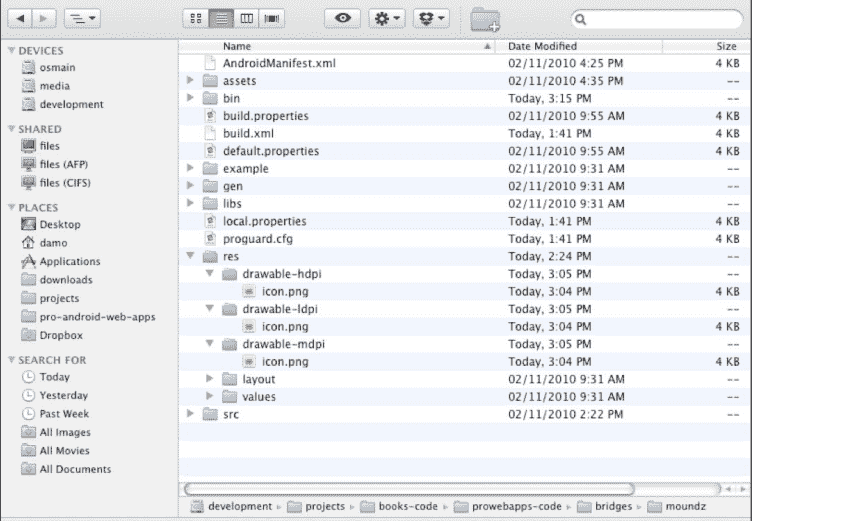 Name Date Modified Size
DEVICES
osmain
media
development
SHARED
files
files (AFP)
files (CIFS)
PLACES
Desktop
damo
Applications
downloads
projects
pro-android-web-apps
Dropbox
SEARCH FOR
Today
Yesterday
Past Week
All Images
All Movies
All Documents
AndroidManifest.xml 02/11/2010 4:25 PM 4 KB
assets 02/11/2010 4:35 PM --
bin Today, 3:15 PM --
build.properties 02/11/2010 9:55 AM 4 KB
build.xml Today, 1:41 PM 4 KB
default.properties 02/11/2010 9:55 AM 4 KB
example 02/11/2010 9:31 AM --
gen 02/11/2010 9:31 AM --
libs 02/11/2010 9:31 AM --
local.properties Today, 1:41 PM 4 KB
proguard.cfg Today, 1:41 PM 4 KB
res Today, 2:24 PM --
drawable-hdpi Today, 3:05 PM --
icon.png Today, 3:04 PM 4 KB
drawable-ldpi Today, 3:05 PM --
icon.png Today, 3:04 PM 4 KB
drawable-mdpi Today, 3:05 PM --
icon.png Today, 3:04 PM 4 KB
layout 02/11/2010 9:31 AM --
values 02/11/2010 9:31 AM --
src 02/11/2010 2:22 PM --
development projects books-code prowebapps-code bridges moundz